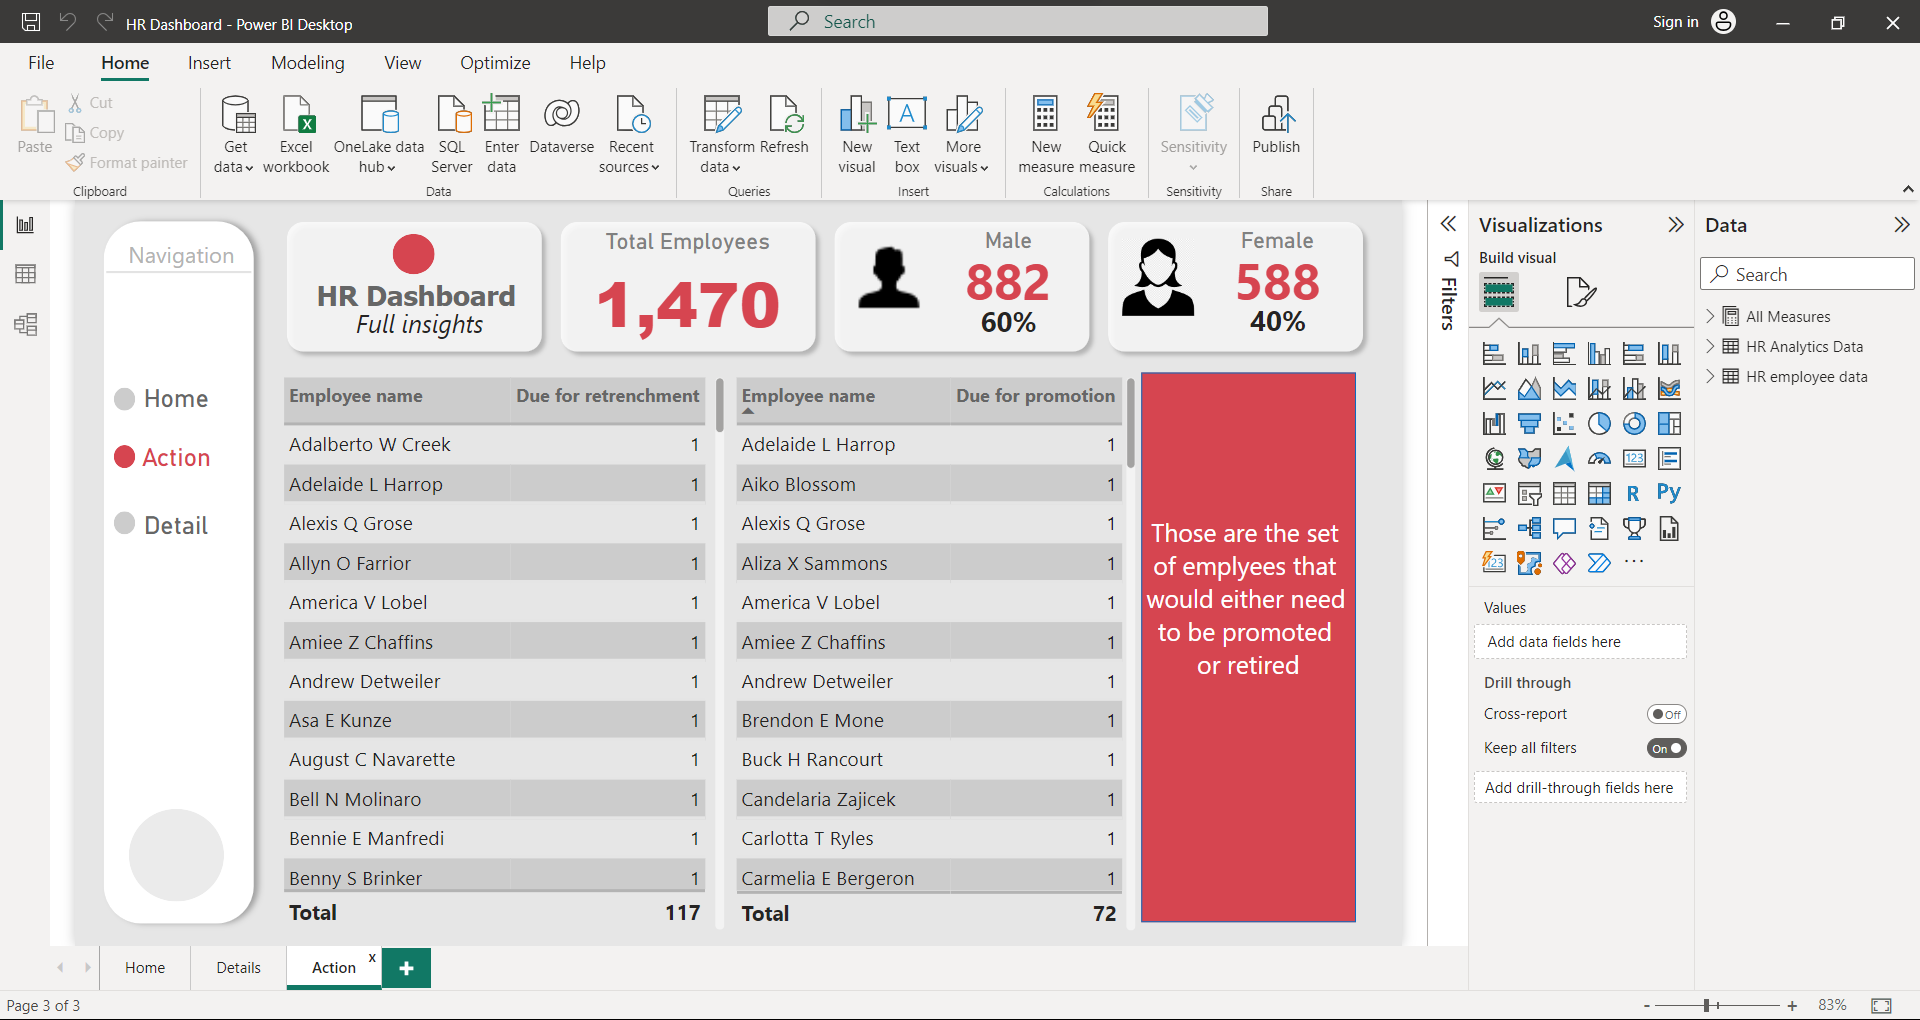 HR Dashboard - Power BI Desktop
Search
Sign in
File Home Insert Modeling View Optimize Help
Paste
Cut
Copy
Format painter
Clipboard
Get data
Excel workbook
OneLake data hub
SQL Server
Enter data
Dataverse
Recent sources
Data
Transform data
Refresh
Queries
New visual
Text box
More visuals
Insert
New measure
Quick measure
Calculations
Sensitivity
Sensitivity
Publish
Share
Navigation
Home
Action
Detail
HR Dashboard
Full insights
Total Employees
1,470
Male
882
60%
Female
588
40%
Employee name Due for retrenchment
Adalberto W Creek 1
Adelaide L Harrop 1
Alexis Q Grose 1
Allyn O Farrior 1
America V Lobel 1
Amiee Z Chaffins 1
Andrew Detweiler 1
Asa E Kunze 1
August C Navarette 1
Bell N Molinaro 1
Bennie E Manfredi 1
Benny S Brinker 1
Total 117
Employee name Due for promotion
Adelaide L Harrop 1
Aiko Blossom 1
Alexis Q Grose 1
Aliza X Sammons 1
America V Lobel 1
Amiee Z Chaffins 1
Andrew Detweiler 1
Brendon E Mone 1
Buck H Rancourt 1
Candelaria Zajicek 1
Carlotta T Ryles 1
Carmelia E Bergeron 1
Total 72
Those are the set
of emplyees that
would either need
to be promoted
or retired
Filters
Visualizations
Build visual
123
R
Py
123
Values
Add data fields here
Drill through
Cross-report Off
Keep all filters On
Add drill-through fields here
Data
Search
All Measures
HR Analytics Data
HR employee data
Home
Details
Action x
Page 3 of 3
- + 83%